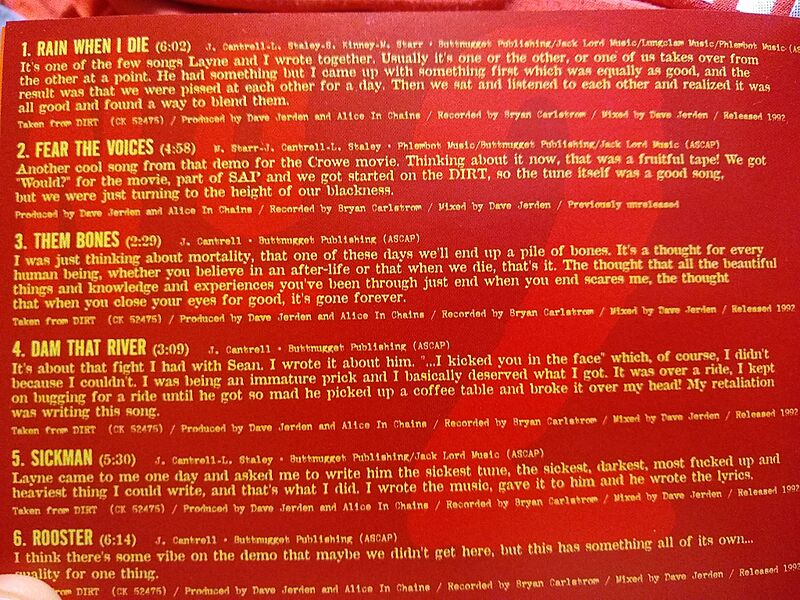 1. RAIN WHEN I DIE (6:02) J. Cantrell-L. Staley-S. Kinney-M. Starr • Buttnugget Publishing/Jack Lord Music/Lungclam Music/Phlembot Music (AS
It's one of the few songs Layne and I wrote together. Usually it's one or the other, or one of us takes over from
the other at a point. He had something but I came up with something first which was equally as good, and the
result was that we were pissed at each other for a day. Then we sat and listened to each other and realized it was
all good and found a way to blend them.
Taken from DIRT (CK 52475) / Produced by Dave Jerden and Alice In Chains / Recorded by Bryan Carlstrom / Mixed by Dave Jerden / Released 1992
2. FEAR THE VOICES (4:58) M. Starr-J. Cantrell-L. Staley • Phlembot Music/Buttnugget Publishing/Jack Lord Music (ASCAP)
Another cool song from that demo for the Crowe movie. Thinking about it now, that was a fruitful tape! We got
"Would?" for the movie, part of SAP and we got started on the DIRT, so the tune itself was a good song,
but we were just turning to the height of our blackness.
Produced by Dave Jerden and Alice In Chains / Recorded by Bryan Carlstrom / Mixed by Dave Jerden / Previously unreleased
3. THEM BONES (2:29) J. Cantrell • Buttnugget Publishing (ASCAP)
I was just thinking about mortality, that one of these days we'll end up a pile of bones. It's a thought for every
human being, whether you believe in an after-life or that when we die, that's it. The thought that all the beautiful
things and knowledge and experiences you've been through just end when you end scares me, the thought
that when you close your eyes for good, it's gone forever.
Taken from DIRT (CK 52475) / Produced by Dave Jerden and Alice In Chains / Recorded by Bryan Carlstrom / Mixed by Dave Jerden / Released 1992
4. DAM THAT RIVER (3:09) J. Cantrell • Buttnugget Publishing (ASCAP)
It's about that fight I had with Sean. I wrote it about him. "...I kicked you in the face" which, of course, I didn't
because I couldn't. I was being an immature prick and I basically deserved what I got. It was over a ride, I kept
on bugging for a ride until he got so mad he picked up a coffee table and broke it over my head! My retaliation
was writing this song.
Taken from DIRT (CK 52475) / Produced by Dave Jerden and Alice In Chains / Recorded by Bryan Carlstrom / Mixed by Dave Jerden / Released 1992
5. SICKMAN (5:30) J. Cantrell-L. Staley • Buttnugget Publishing/Jack Lord Music (ASCAP)
Layne came to me one day and asked me to write him the sickest tune, the sickest, darkest, most fucked up and
heaviest thing I could write, and that's what I did. I wrote the music, gave it to him and he wrote the lyrics.
Taken from DIRT (CK 52475) / Produced by Dave Jerden and Alice In Chains / Recorded by Bryan Carlstrom / Mixed by Dave Jerden / Released 1992
6. ROOSTER (6:14) J. Cantrell • Buttnugget Publishing (ASCAP)
I think there's some vibe on the demo that maybe we didn't get here, but this has something all of its own...
quality for one thing.
from DIRT (CK 52475) / Produced by Dave Jerden and Alice In Chains / Recorded by Bryan Carlstrom / Mixed by Dave Jerden / Released 1992